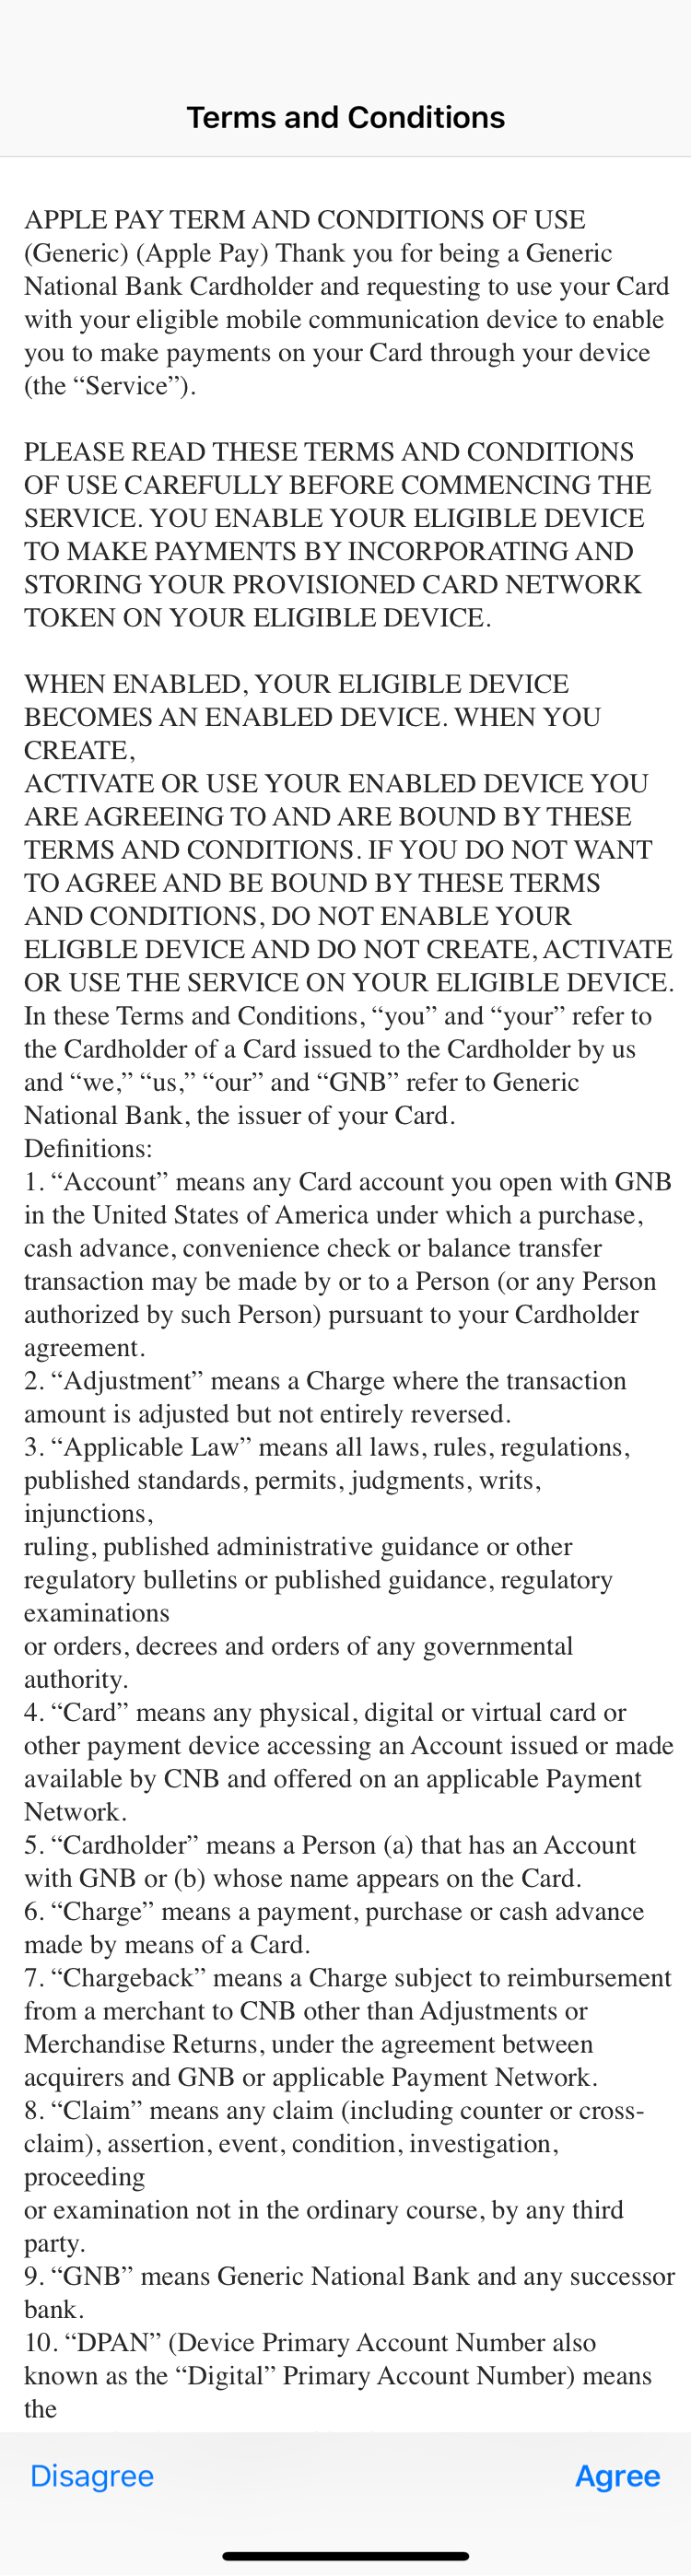 Terms and Conditions
APPLE PAY TERM AND CONDITIONS OF USE
(Generic) (Apple Pay) Thank you for being a Generic
National Bank Cardholder and requesting to use your Card
with your eligible mobile communication device to enable
you to make payments on your Card through your device
(the “Service”).
PLEASE READ THESE TERMS AND CONDITIONS
OF USE CAREFULLY BEFORE COMMENCING THE
SERVICE. YOU ENABLE YOUR ELIGIBLE DEVICE
TO MAKE PAYMENTS BY INCORPORATING AND
STORING YOUR PROVISIONED CARD NETWORK
TOKEN ON YOUR ELIGIBLE DEVICE.
WHEN ENABLED, YOUR ELIGIBLE DEVICE
BECOMES AN ENABLED DEVICE. WHEN YOU
CREATE,
ACTIVATE OR USE YOUR ENABLED DEVICE YOU
ARE AGREEING TO AND ARE BOUND BY THESE
TERMS AND CONDITIONS. IF YOU DO NOT WANT
TO AGREE AND BE BOUND BY THESE TERMS
AND CONDITIONS, DO NOT ENABLE YOUR
ELIGBLE DEVICE AND DO NOT CREATE, ACTIVATE
OR USE THE SERVICE ON YOUR ELIGIBLE DEVICE.
In these Terms and Conditions, “you” and “your” refer to
the Cardholder of a Card issued to the Cardholder by us
and “we,” “us,” “our” and “GNB” refer to Generic
National Bank, the issuer of your Card.
Definitions:
1. “Account” means any Card account you open with GNB
in the United States of America under which a purchase,
cash advance, convenience check or balance transfer
transaction may be made by or to a Person (or any Person
authorized by such Person) pursuant to your Cardholder
agreement.
2. “Adjustment” means a Charge where the transaction
amount is adjusted but not entirely reversed.
3. “Applicable Law” means all laws, rules, regulations,
published standards, permits, judgments, writs,
injunctions,
ruling, published administrative guidance or other
regulatory bulletins or published guidance, regulatory
examinations
or orders, decrees and orders of any governmental
authority.
4. “Card” means any physical, digital or virtual card or
other payment device accessing an Account issued or made
available by CNB and offered on an applicable Payment
Network.
5. “Cardholder” means a Person (a) that has an Account
with GNB or (b) whose name appears on the Card.
6. “Charge” means a payment, purchase or cash advance
made by means of a Card.
7. “Chargeback” means a Charge subject to reimbursement
from a merchant to CNB other than Adjustments or
Merchandise Returns, under the agreement between
acquirers and GNB or applicable Payment Network.
8. “Claim” means any claim (including counter or cross-
claim), assertion, event, condition, investigation,
proceeding
or examination not in the ordinary course, by any third
party.
9. “GNB” means Generic National Bank and any successor
bank.
10. “DPAN” (Device Primary Account Number also
known as the “Digital” Primary Account Number) means
the
Disagree
Agree